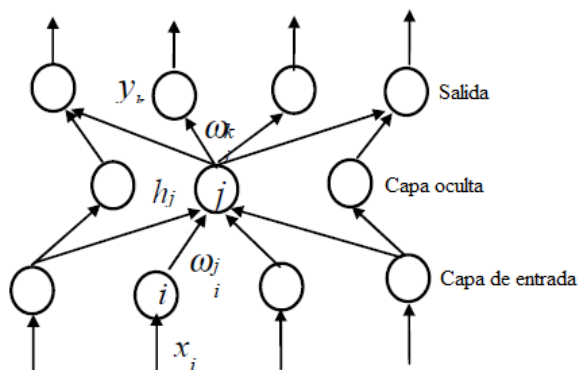 y
Salida
ω k j
h j
j
Capa oculta
ω j i
i
Capa de entrada
x i